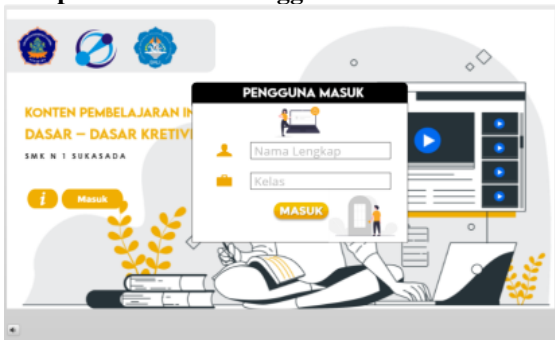 PENGGUNA MASUK
KONTEN PEMBELAJARAN IN
DASAR – DASAR KRETIVI
SMK N 1 SUKASADA
Nama Lengkap
Kelas
MASUK
i
Masuk